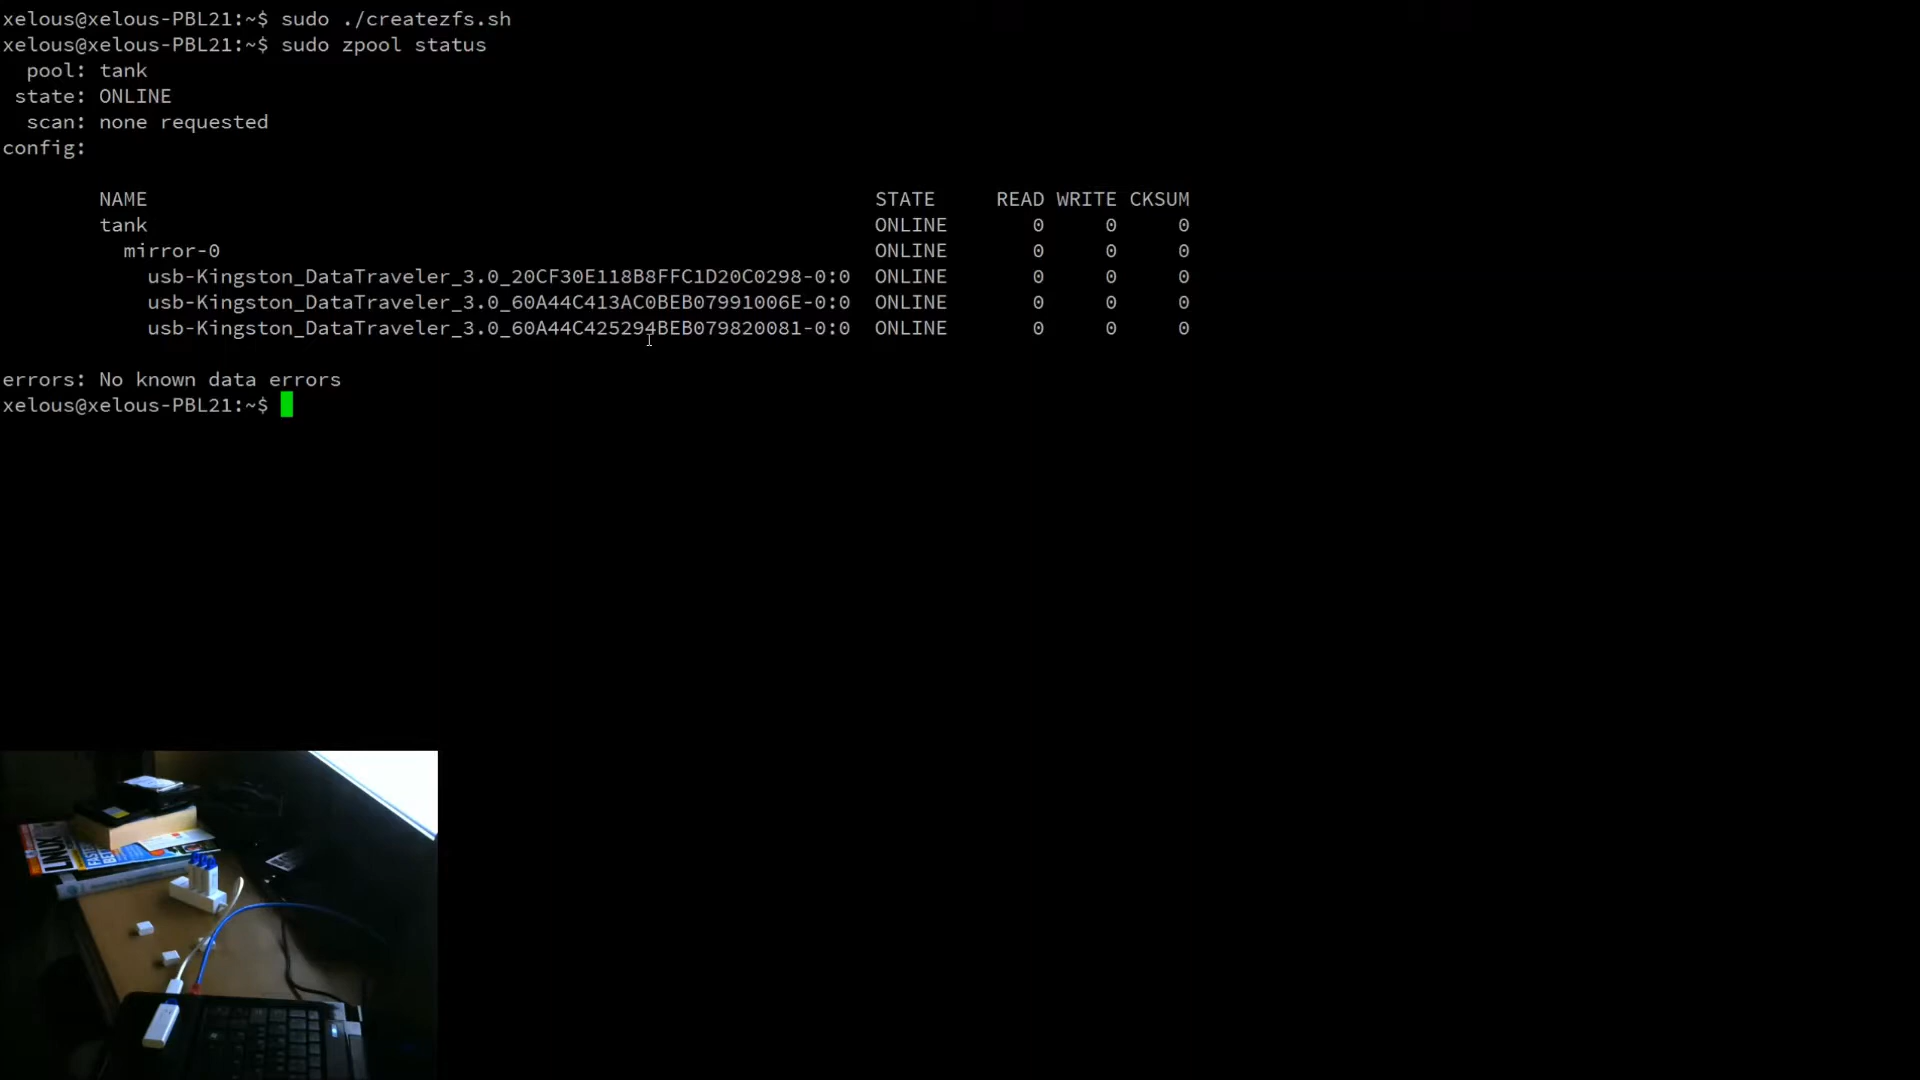 xelous@xelous-PBL21:~$ sudo ./createzfs.sh
xelous@xelous-PBL21:~$ sudo zpool status
  pool: tank
 state: ONLINE
  scan: none requested
config:
        NAME                                                            STATE     READ WRITE CKSUM
        tank                                                            ONLINE       0     0     0
          mirror-0                                                      ONLINE       0     0     0
            usb-Kingston_DataTraveler_3.0_20CF30E118B8FFC1D20C0298-0:0  ONLINE       0     0     0
            usb-Kingston_DataTraveler_3.0_60A44C413AC0BEB07991006E-0:0  ONLINE       0     0     0
            usb-Kingston_DataTraveler_3.0_60A44C425294BEB079820081-0:0  ONLINE       0     0     0
errors: No known data errors
xelous@xelous-PBL21:~$
LINUX